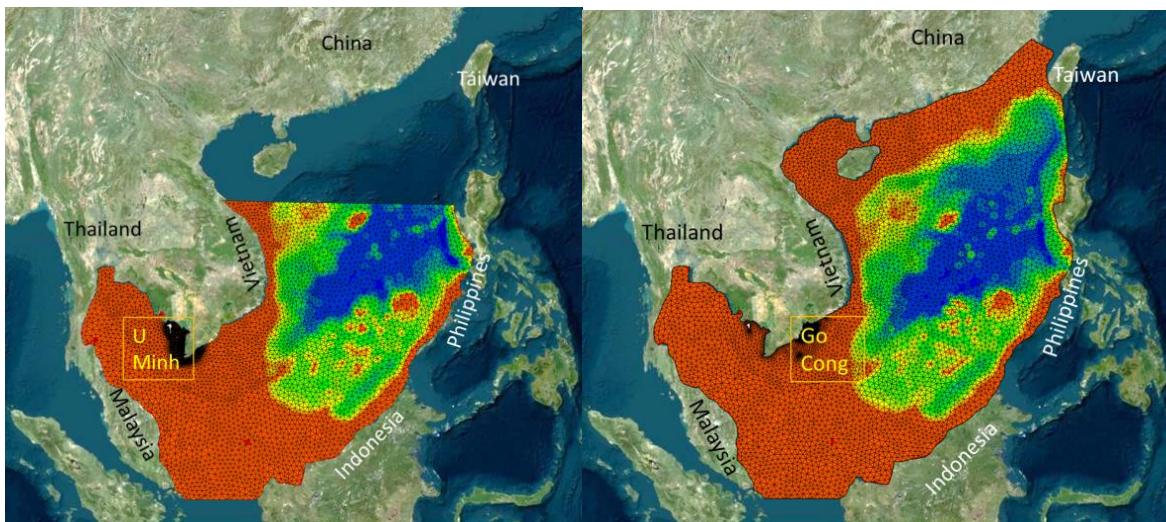 China
Taiwan
Thailand
Vietnam
Philippines
U
Minh
Malaysia
Indonesia
China
Taiwan
Thailand
Vietnam
Philippines
Go
Cong
Malaysia
Indonesia